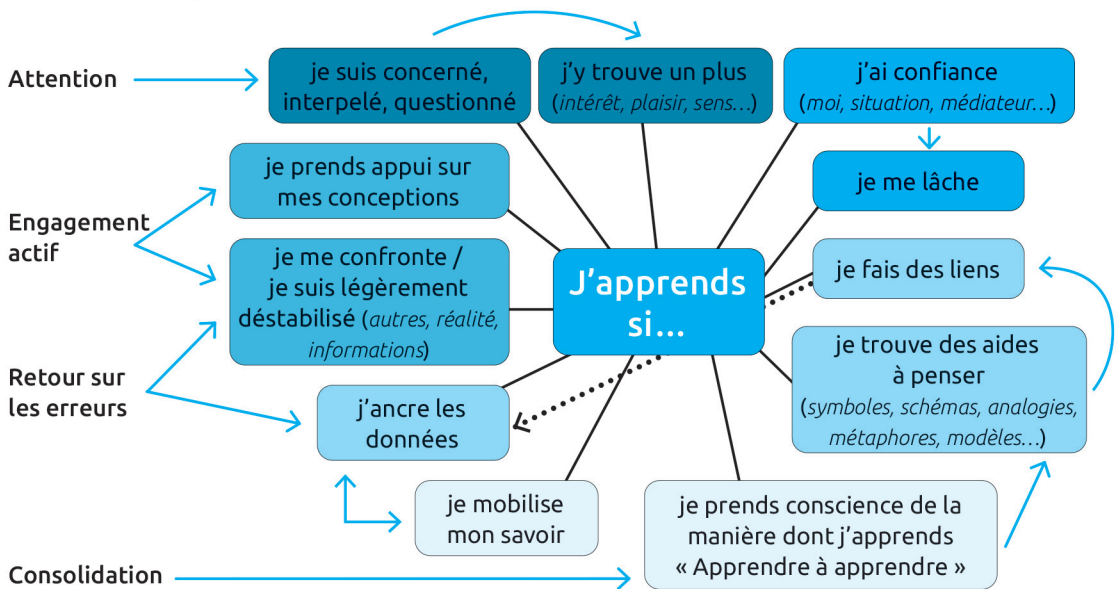 Attention
je suis concerné,
interpelé, questionné
j'y trouve un plus
(intérêt, plaisir, sens…)
j'ai confiance
(moi, situation, médiateur…)
je prends appui sur
mes conceptions
je me lâche
Engagement
actif
je me confronte /
je suis légèrement
déstabilisé (autres, réalité,
informations)
J'apprends
si…
je fais des liens
je trouve des aides
à penser
(symboles, schémas, analogies,
métaphores, modèles…)
Retour sur
les erreurs
j'ancre les
données
je mobilise
mon savoir
je prends conscience de la
manière dont j'apprends
« Apprendre à apprendre »
Consolidation